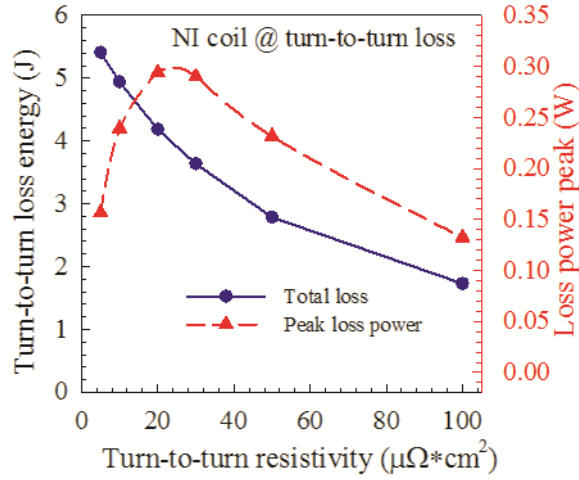 NI coil @ turn-to-turn loss
Turn-to-turn loss energy (J)
6
5
4
3
2
1
0
0.35
0.30
0.25
0.20
0.15
0.10
0.05
0.00
Loss power peak (W)
Total loss
Peak loss power
0 20 40 60 80 100
Turn-to-turn resistivity (μΩ*cm²)